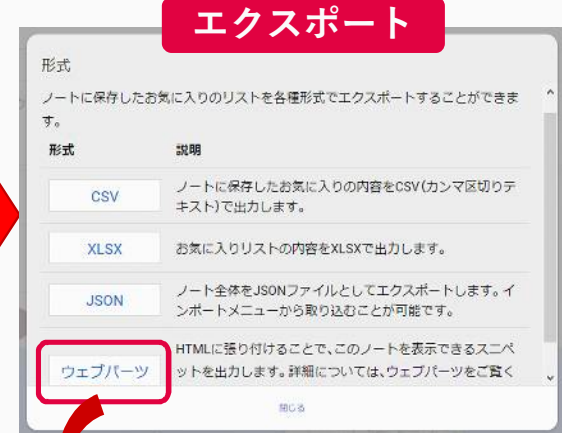 エクスポート
形式
ノートに保存したお気に入りのリストを各種形式でエクスポートすることができま
す。
形式 説明
CSV ノートに保存したお気に入りの内容をCSV(カンマ区切りテ
キスト)で出力します。
XLSX お気に入りリストの内容をXLSXで出力します。
JSON ノート全体をJSONファイルとしてエクスポートします。イ
ンポートメニューから取り込むことが可能です。
ウェブパーツ HTMLに張り付けることで、このノートを表示できるスニペ
ットを出力します。詳細については、ウェブパーツをご覧く
閉じる